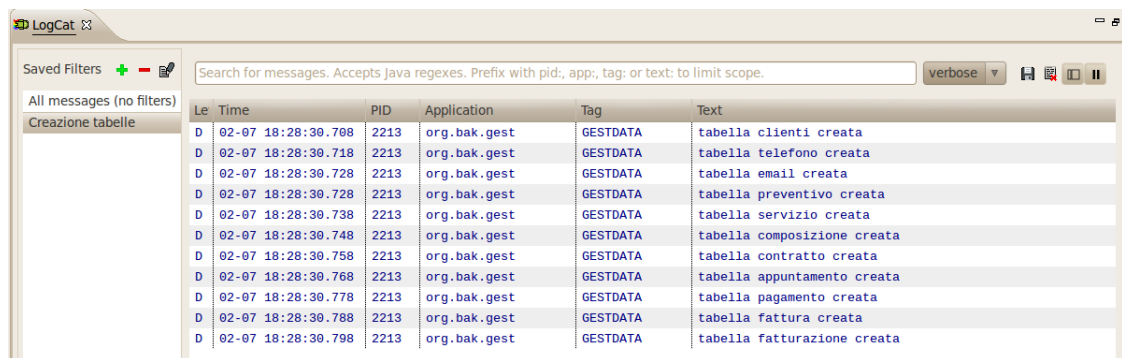 LogCat
Saved Filters
Search for messages. Accepts Java regexes. Prefix with pid:, app:, tag: or text: to limit scope.
verbose
All messages (no filters)
Creazione tabelle
Le Time PID Application Tag Text
D 02-07 18:28:30.708 2213 org.bak.gest GESTDATA tabella clienti creata
D 02-07 18:28:30.718 2213 org.bak.gest GESTDATA tabella telefono creata
D 02-07 18:28:30.728 2213 org.bak.gest GESTDATA tabella email creata
D 02-07 18:28:30.728 2213 org.bak.gest GESTDATA tabella preventivo creata
D 02-07 18:28:30.738 2213 org.bak.gest GESTDATA tabella servizio creata
D 02-07 18:28:30.748 2213 org.bak.gest GESTDATA tabella composizione creata
D 02-07 18:28:30.758 2213 org.bak.gest GESTDATA tabella contratto creata
D 02-07 18:28:30.768 2213 org.bak.gest GESTDATA tabella appuntamento creata
D 02-07 18:28:30.778 2213 org.bak.gest GESTDATA tabella pagamento creata
D 02-07 18:28:30.788 2213 org.bak.gest GESTDATA tabella fattura creata
D 02-07 18:28:30.798 2213 org.bak.gest GESTDATA tabella fatturazione creata